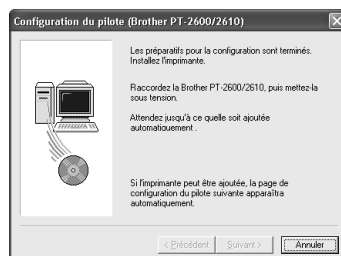 Configuration du pilote (Brother PT-2600/2610)
Les préparatifs pour la configuration sont terminés.
Installez l'imprimante.
Raccordez la Brother PT-2600/2610, puis mettez-la
sous tension.
Attendez jusqu'à ce quelle soit ajoutée
automatiquement .
Si l'imprimante peut être ajoutée, la page de
configuration du pilote suivante apparaîtra
automatiquement.
< Précédent
Suivant >
Annuler